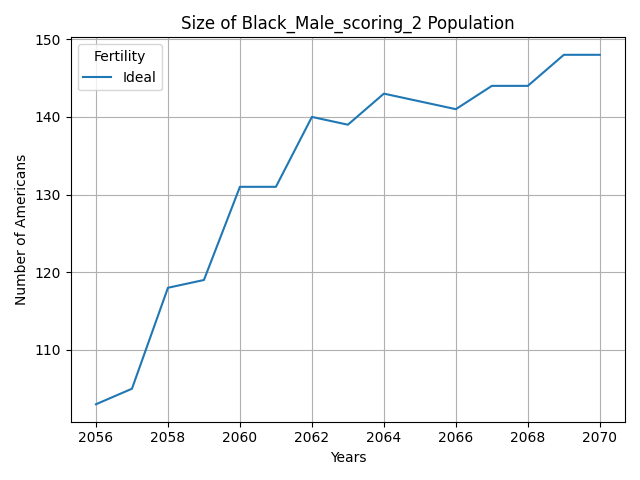 Size of Black_Male_scoring_2 Population
150
Fertility
Ideal
140
130
120
110
Number of Americans
2056 2058 2060 2062 2064 2066 2068 2070
Years